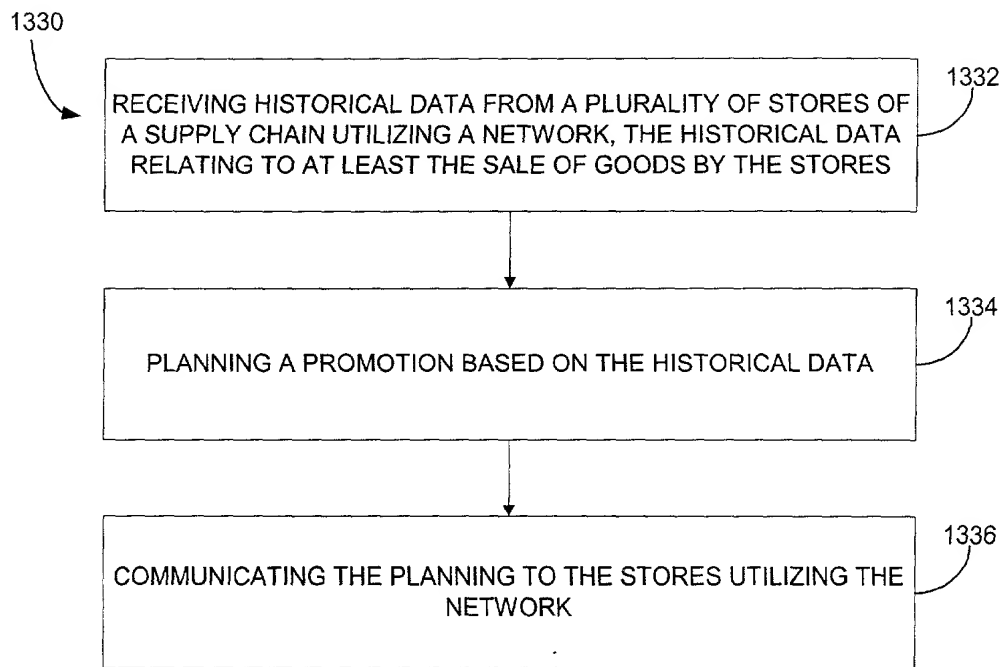 1330
1332
RECEIVING HISTORICAL DATA FROM A PLURALITY OF STORES OF
A SUPPLY CHAIN UTILIZING A NETWORK, THE HISTORICAL DATA
RELATING TO AT LEAST THE SALE OF GOODS BY THE STORES
1334
PLANNING A PROMOTION BASED ON THE HISTORICAL DATA
1336
COMMUNICATING THE PLANNING TO THE STORES UTILIZING THE
NETWORK